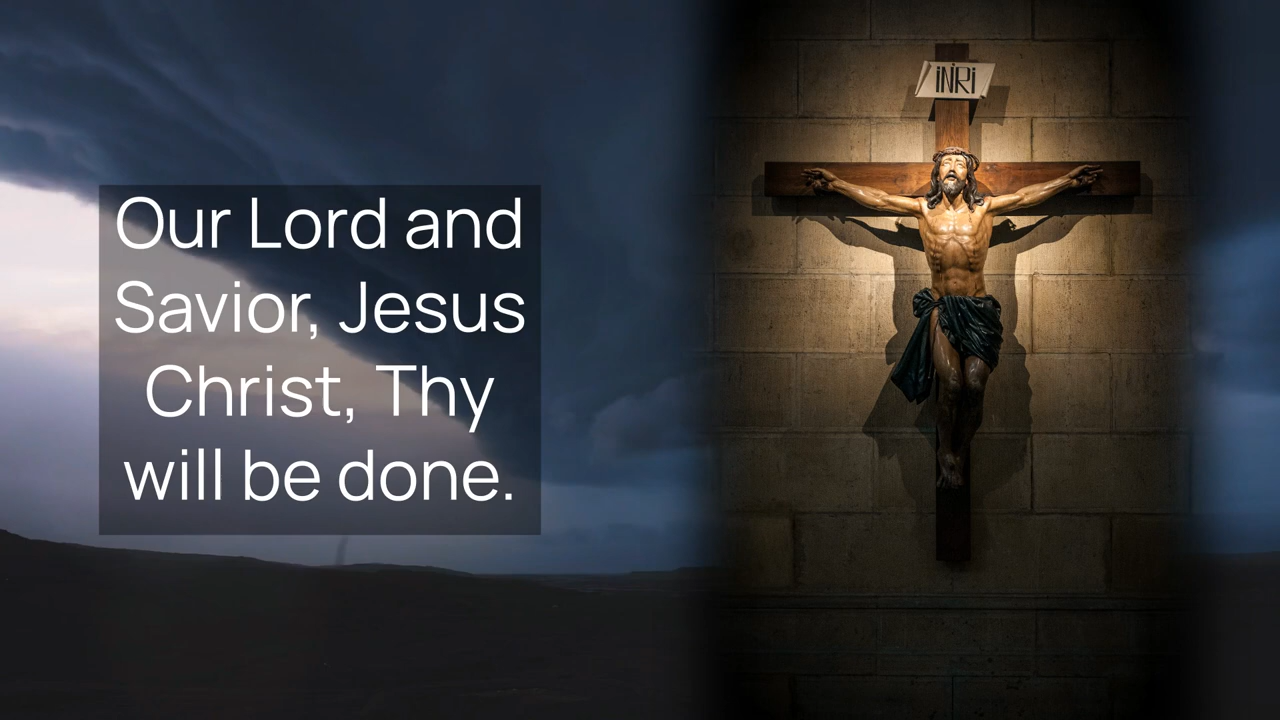 Our Lord and
Savior, Jesus
Christ, Thy
will be done.
INRI